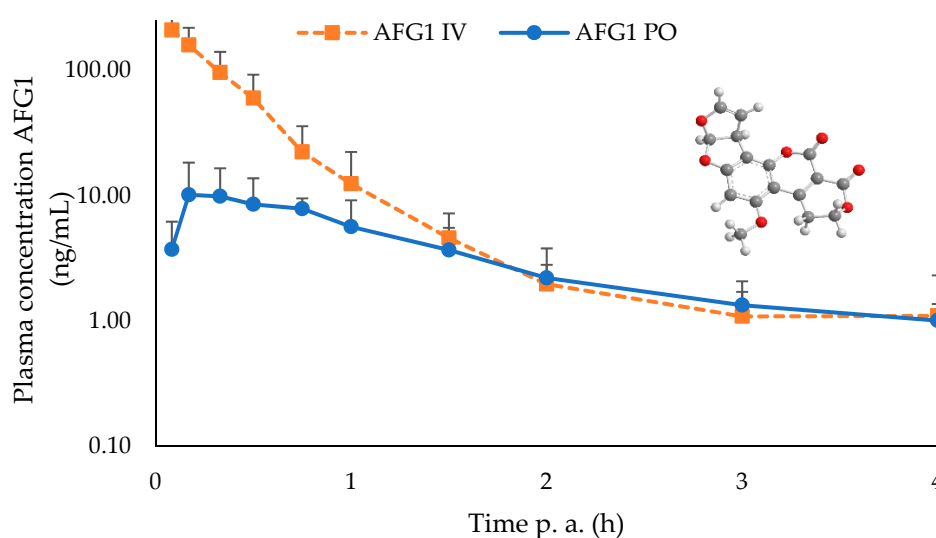 AFG1 IV
AFG1 PO
Plasma concentration AFG1
(ng/mL)
100.00
10.00
1.00
0.10
0
1
2
3
4
Time p. a. (h)